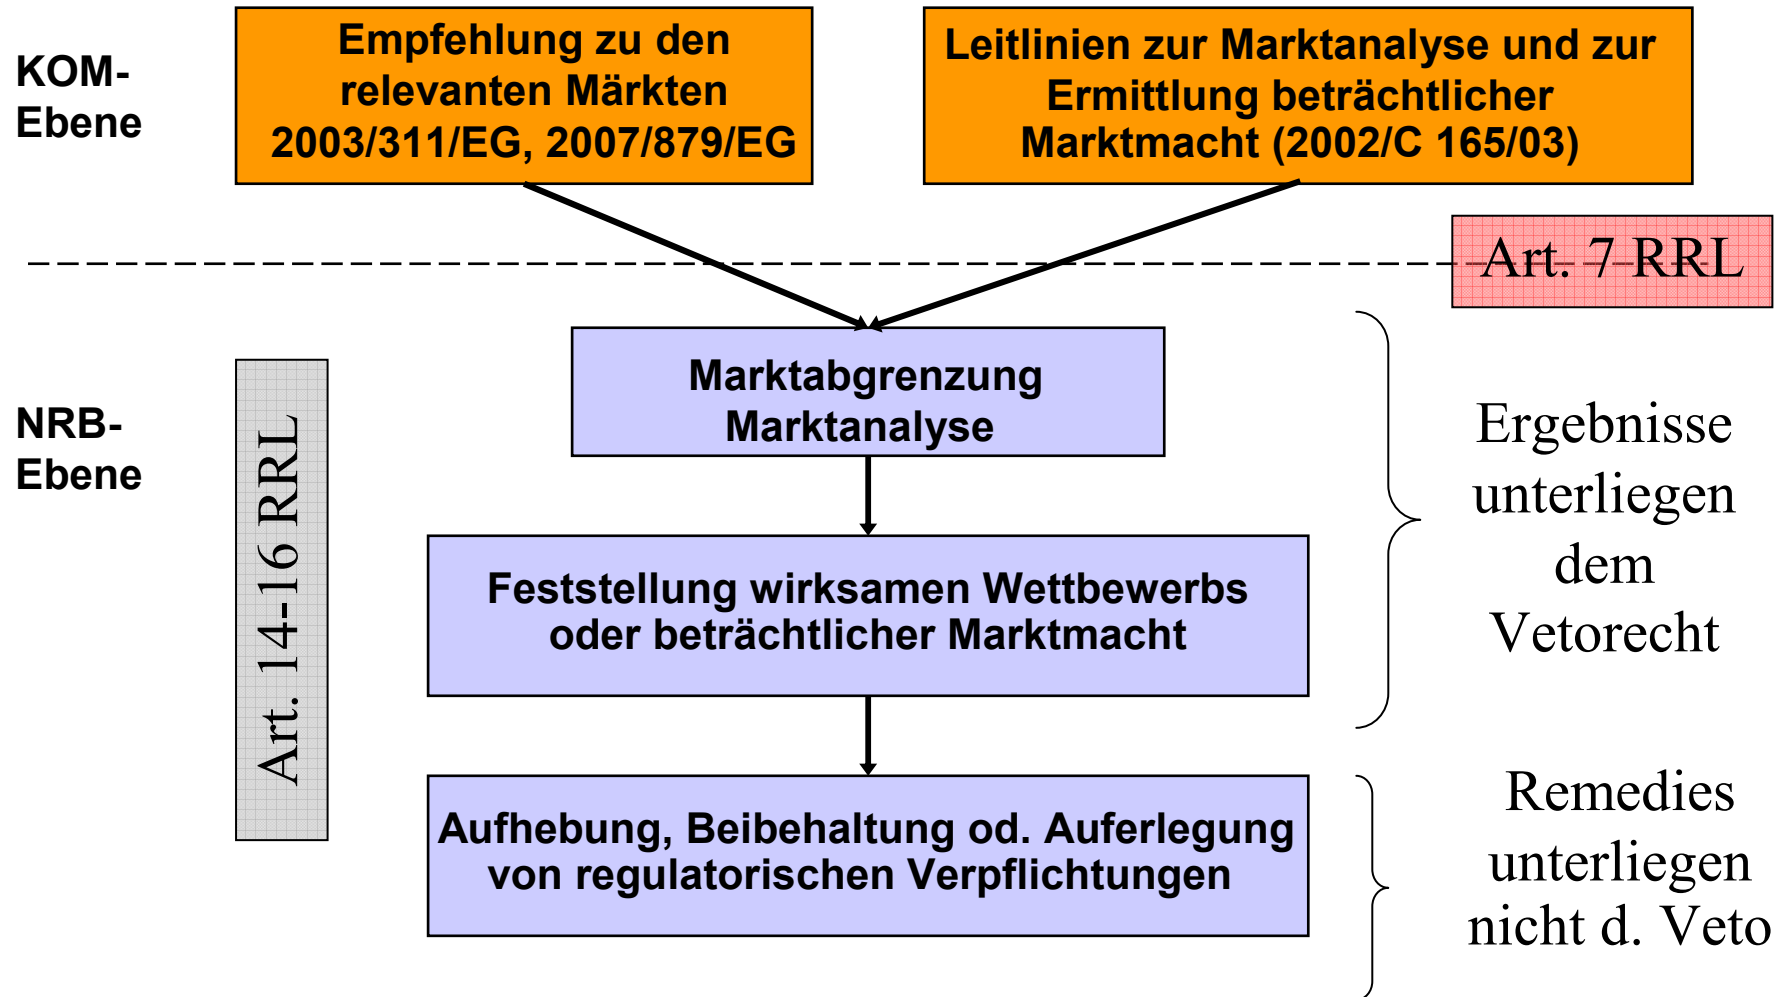 KOM-
Ebene
Empfehlung zu den
relevanten Märkten
2003/311/EG, 2007/879/EG
Leitlinien zur Marktanalyse und zur
Ermittlung beträchtlicher
Marktmacht (2002/C 165/03)
Art. 7 RRL
NRB-
Ebene
Art. 14-16 RRL
Marktabgrenzung
Marktanalyse
Feststellung wirksamen Wettbewerbs
oder beträchtlicher Marktmacht
Ergebnisse
unterliegen
dem
Vetorecht
Aufhebung, Beibehaltung od. Auferlegung
von regulatorischen Verpflichtungen
Remedies
unterliegen
nicht d. Veto